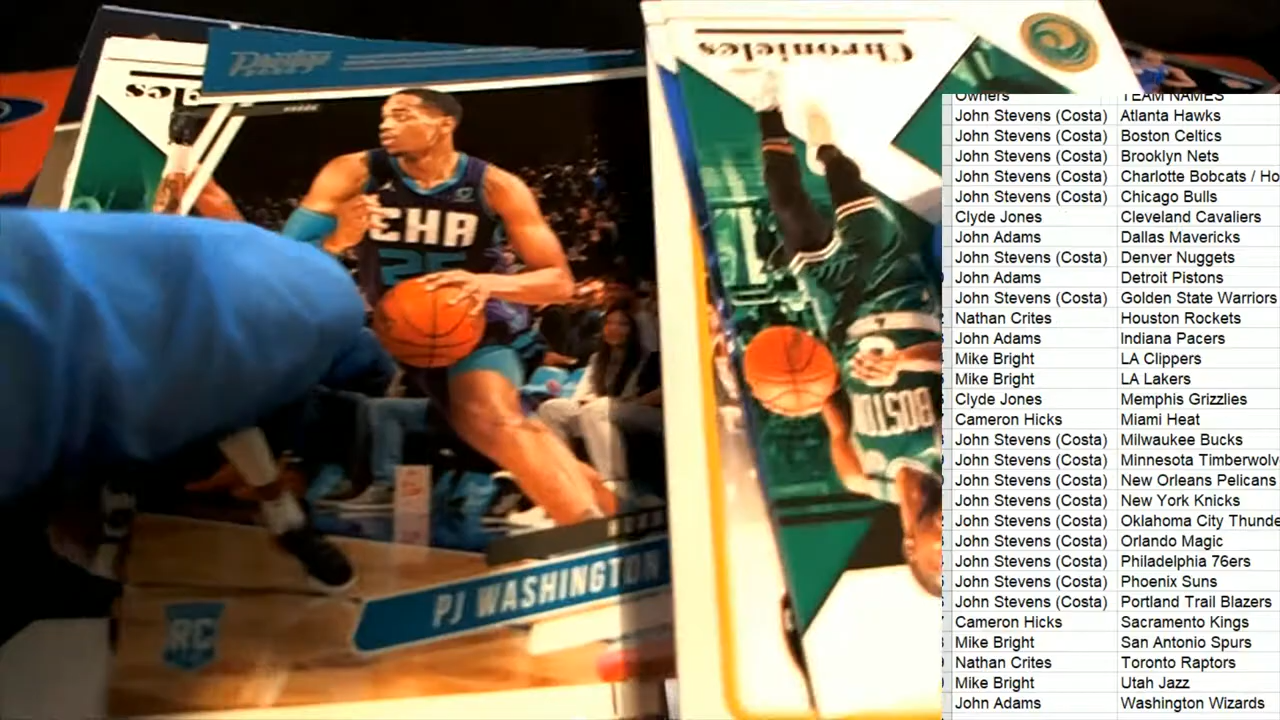 Prestige
Chronicles
CHA
25
PJ WASHINGTON
RC
BOSTON
Owners TEAM NAMES
John Stevens (Costa) Atlanta Hawks
John Stevens (Costa) Boston Celtics
John Stevens (Costa) Brooklyn Nets
John Stevens (Costa) Charlotte Bobcats / Ho
John Stevens (Costa) Chicago Bulls
Clyde Jones Cleveland Cavaliers
John Adams Dallas Mavericks
John Stevens (Costa) Denver Nuggets
John Adams Detroit Pistons
John Stevens (Costa) Golden State Warriors
Nathan Crites Houston Rockets
John Adams Indiana Pacers
Mike Bright LA Clippers
Mike Bright LA Lakers
Clyde Jones Memphis Grizzlies
Cameron Hicks Miami Heat
John Stevens (Costa) Milwaukee Bucks
John Stevens (Costa) Minnesota Timberwolv
John Stevens (Costa) New Orleans Pelicans
John Stevens (Costa) New York Knicks
John Stevens (Costa) Oklahoma City Thunde
John Stevens (Costa) Orlando Magic
John Stevens (Costa) Philadelphia 76ers
John Stevens (Costa) Phoenix Suns
John Stevens (Costa) Portland Trail Blazers
Cameron Hicks Sacramento Kings
Mike Bright San Antonio Spurs
Nathan Crites Toronto Raptors
Mike Bright Utah Jazz
John Adams Washington Wizards